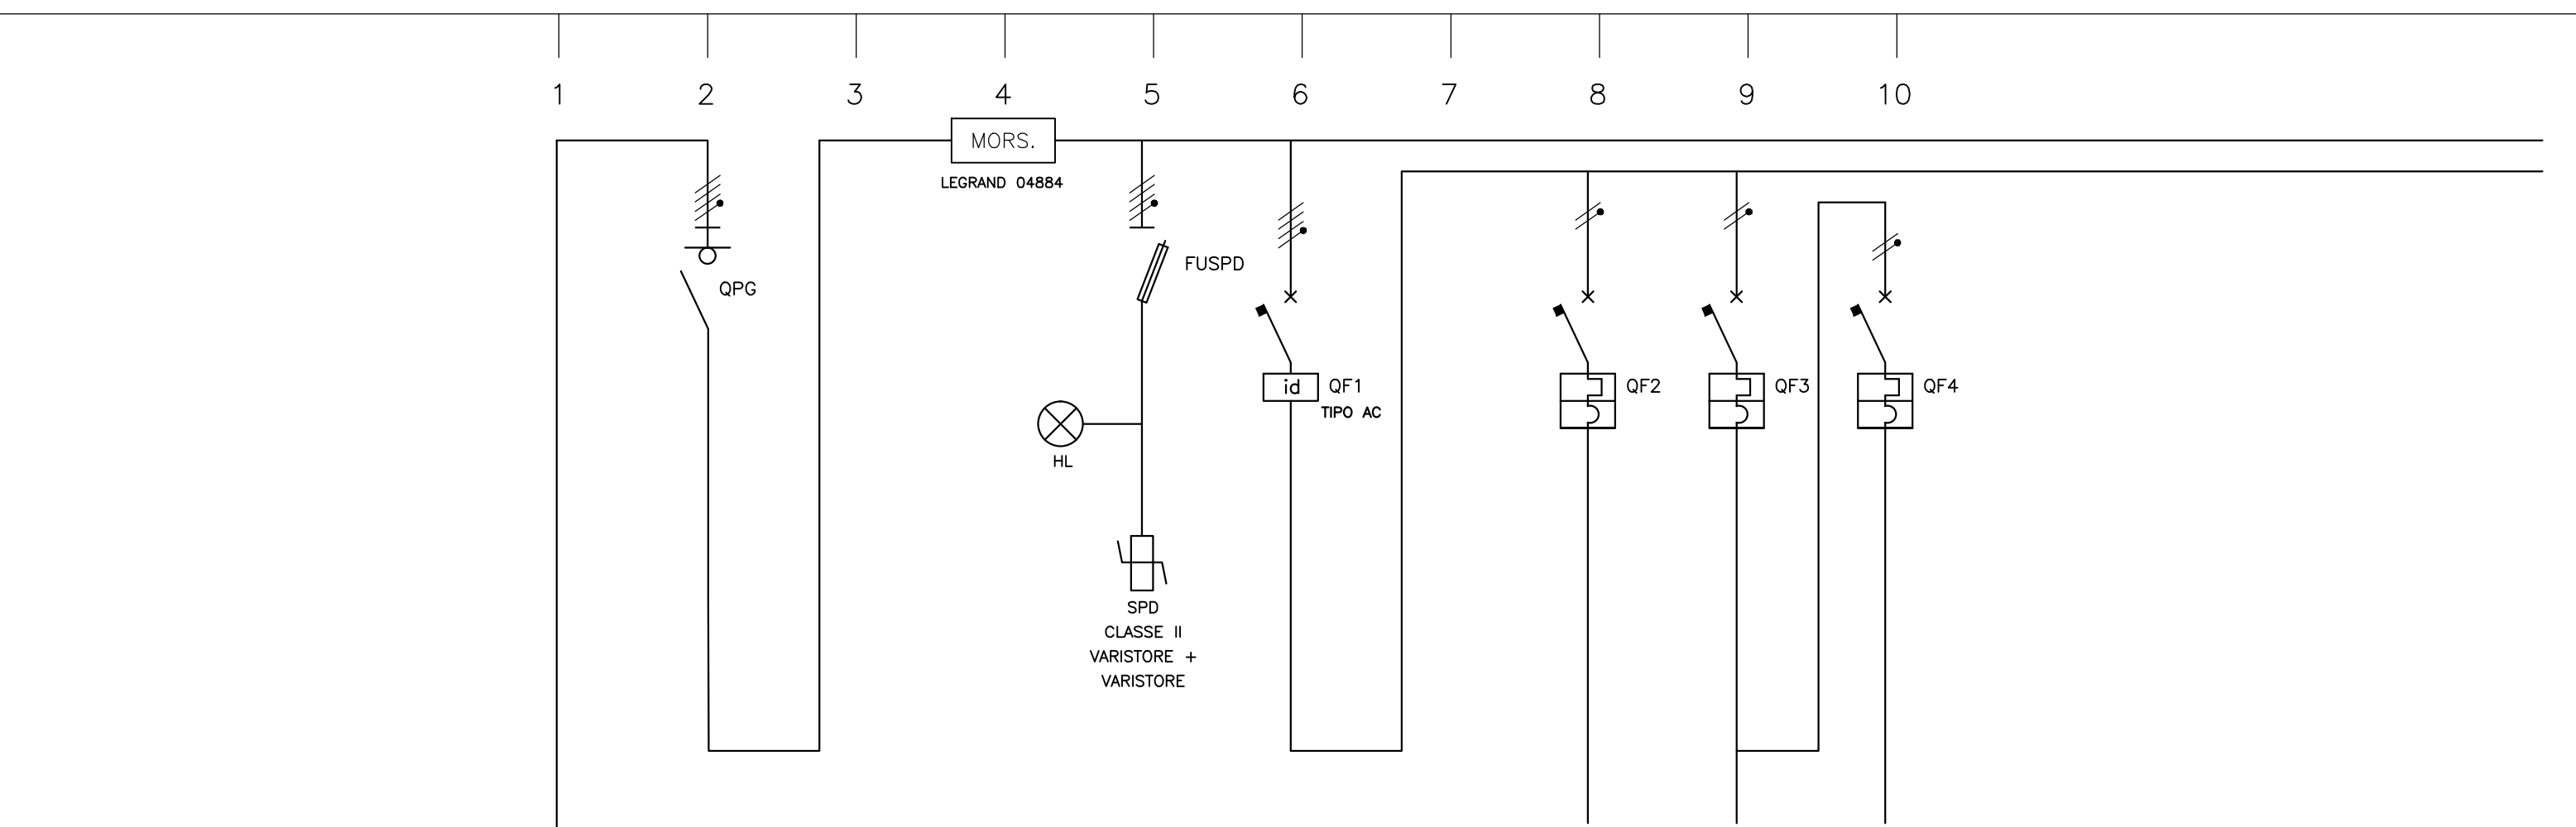 1 2 3 4 5 6 7 8 9 10
MORS.
LEGRAND 04884
FUSPD
QPG
id QF1
TIPO AC
QF2
QF3
QF4
HL
SPD
CLASSE II
VARISTORE +
VARISTORE